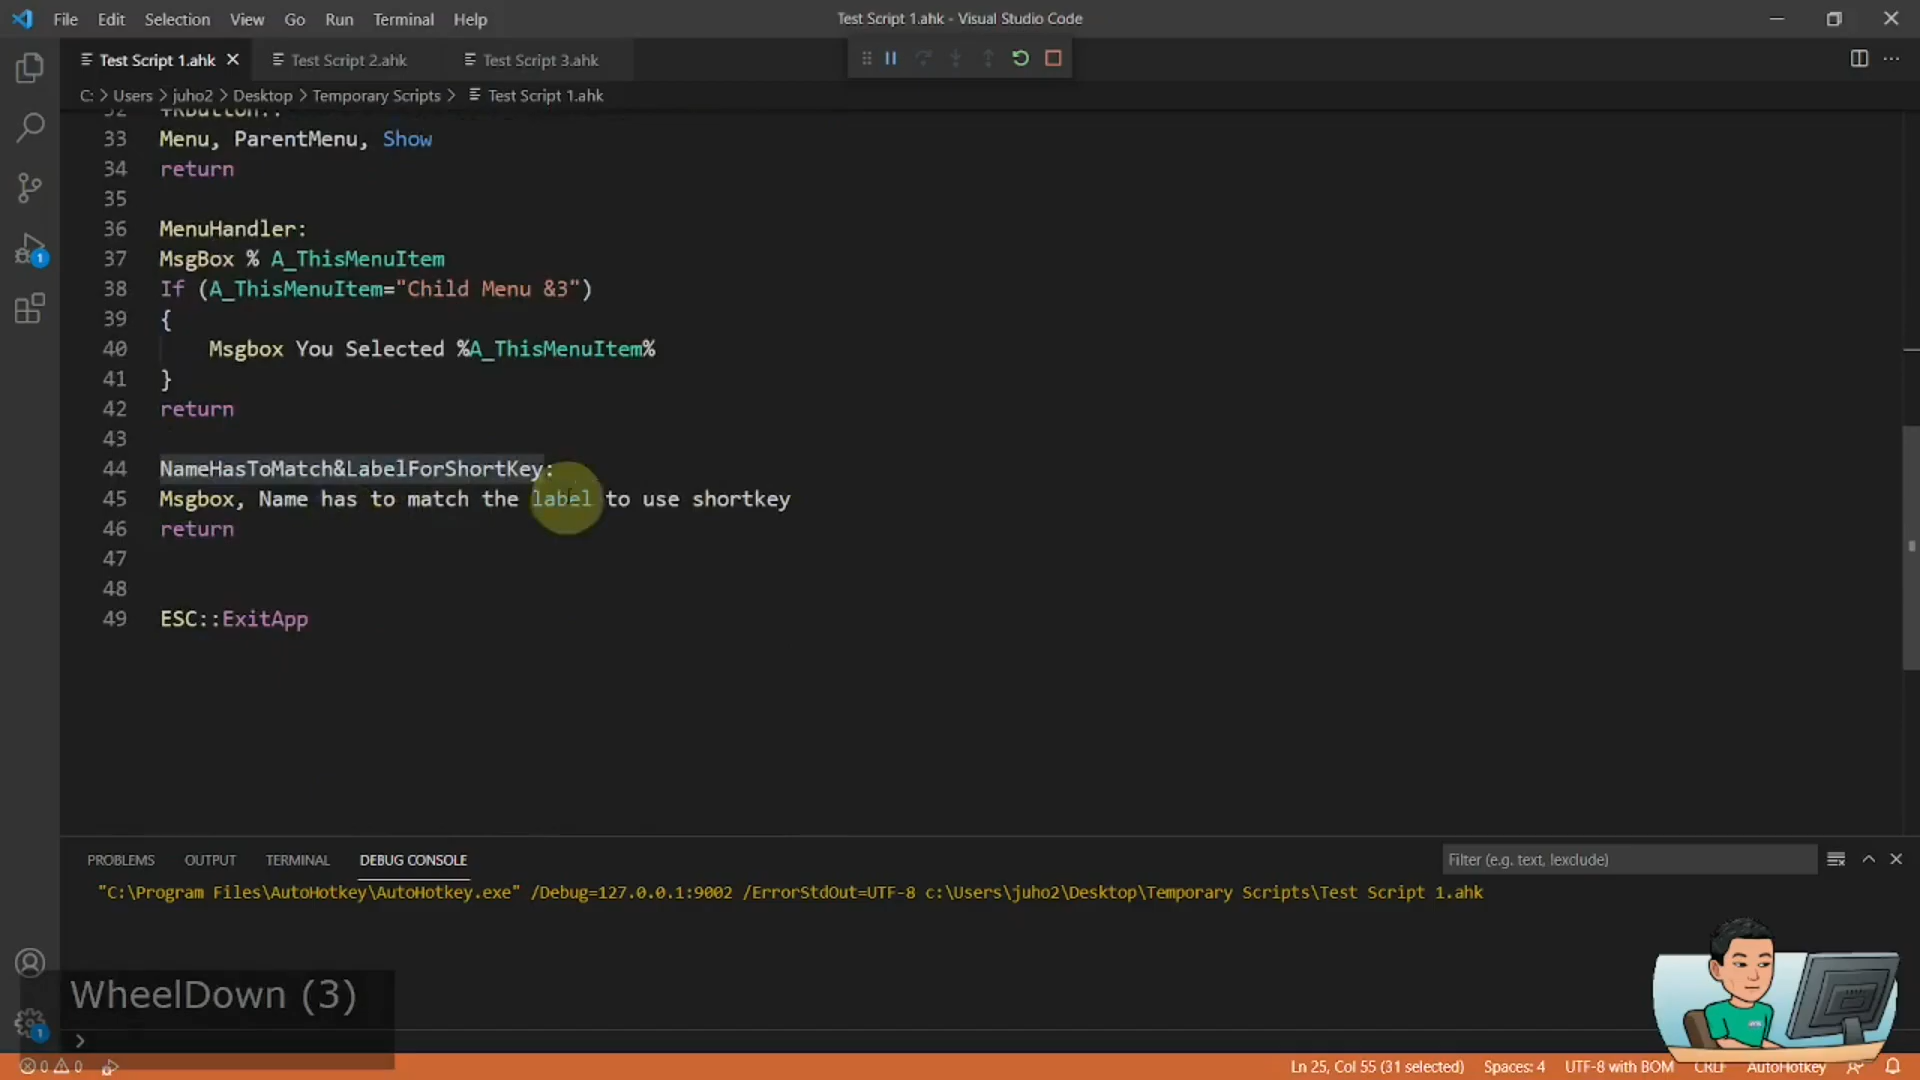 File Edit Selection View Go Run Terminal Help
Test Script 1.ahk - Visual Studio Code
Test Script 1.ahk Test Script 2.ahk Test Script 3.ahk
C: > Users > juho2 > Desktop > Temporary Scripts > Test Script 1.ahk
32 +RButton::
33 Menu, ParentMenu, Show
34 return
35
36 MenuHandler:
37 MsgBox % A_ThisMenuItem
38 If (A_ThisMenuItem="Child Menu &3")
39 {
40 Msgbox You Selected %A_ThisMenuItem%
41 }
42 return
43
44 NameHasToMatch&LabelForShortKey:
45 Msgbox, Name has to match the label to use shortkey
46 return
47
48
49 ESC::ExitApp
1
PROBLEMS OUTPUT TERMINAL DEBUG CONSOLE
Filter (e.g. text, !exclude)
"C:\Program Files\AutoHotkey\AutoHotkey.exe" /Debug=127.0.0.1:9002 /ErrorStdOut=UTF-8 c:\Users\juho2\Desktop\Temporary Scripts\Test Script 1.ahk
WheelDown (3)
1
0 0
Ln 25, Col 55 (31 selected) Spaces: 4 UTF-8 with BOM CRLF AutoHotkey